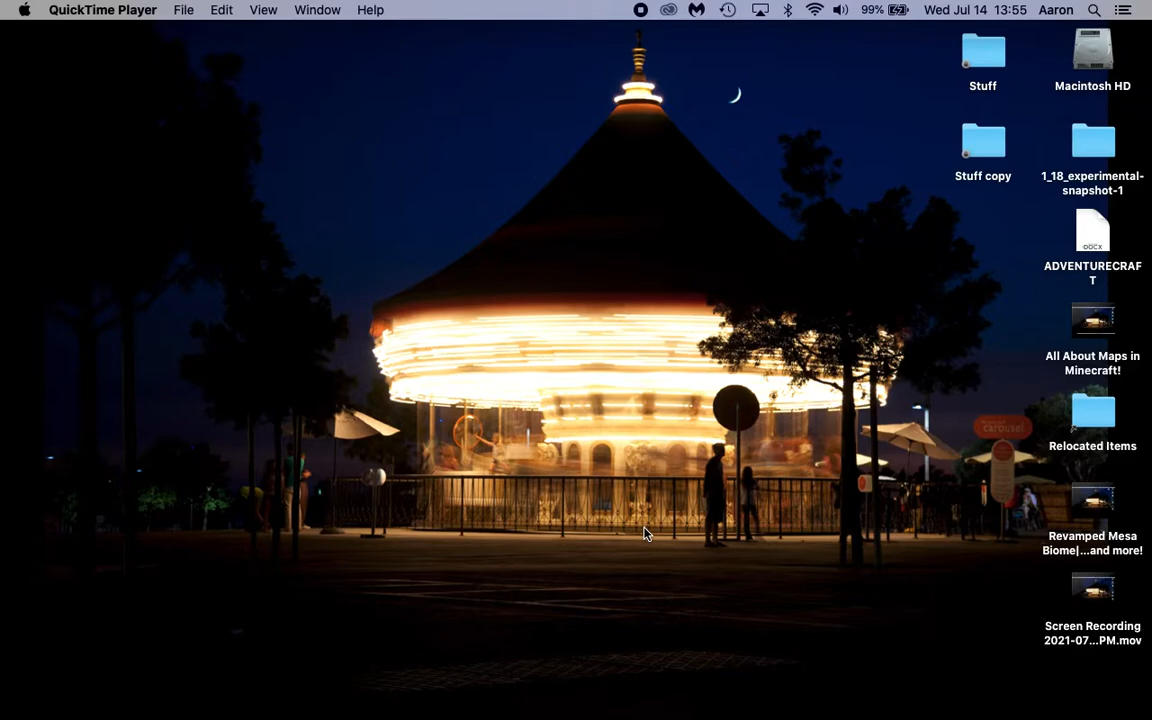 QuickTime Player File Edit View Window Help 99% Wed Jul 14 13:55 Aaron
Stuff
Macintosh HD
Stuff copy
1_18_experimental-
snapshot-1
DOCX
ADVENTURECRAF
T
All About Maps in
Minecraft!
carousel
Relocated Items
Revamped Mesa
Biome|...and more!
Screen Recording
2021-07...PM.mov